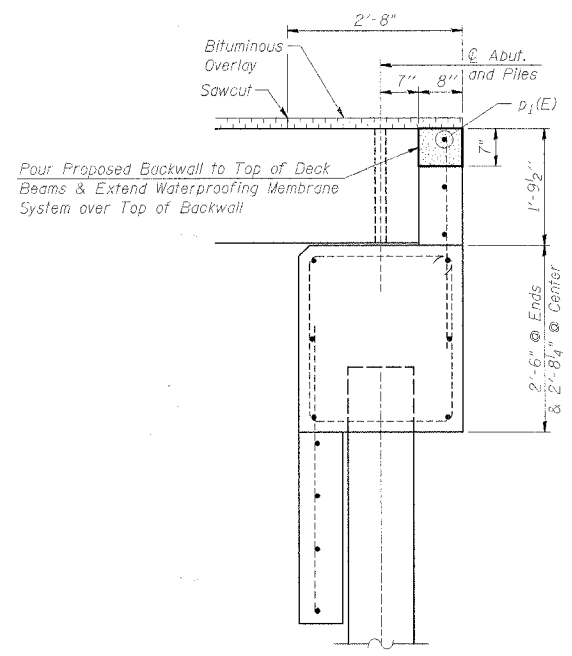 2'-8"
Bituminous
Overlay
Sawcut
℄ Abut.
and Piles
7" 8"
p₁(E)
7"
1'-9½"
Pour Proposed Backwall to Top of Deck
Beams & Extend Waterproofing Membrane
System over Top of Backwall
2'-6" @ Ends
& 2'-8¼" @ Center